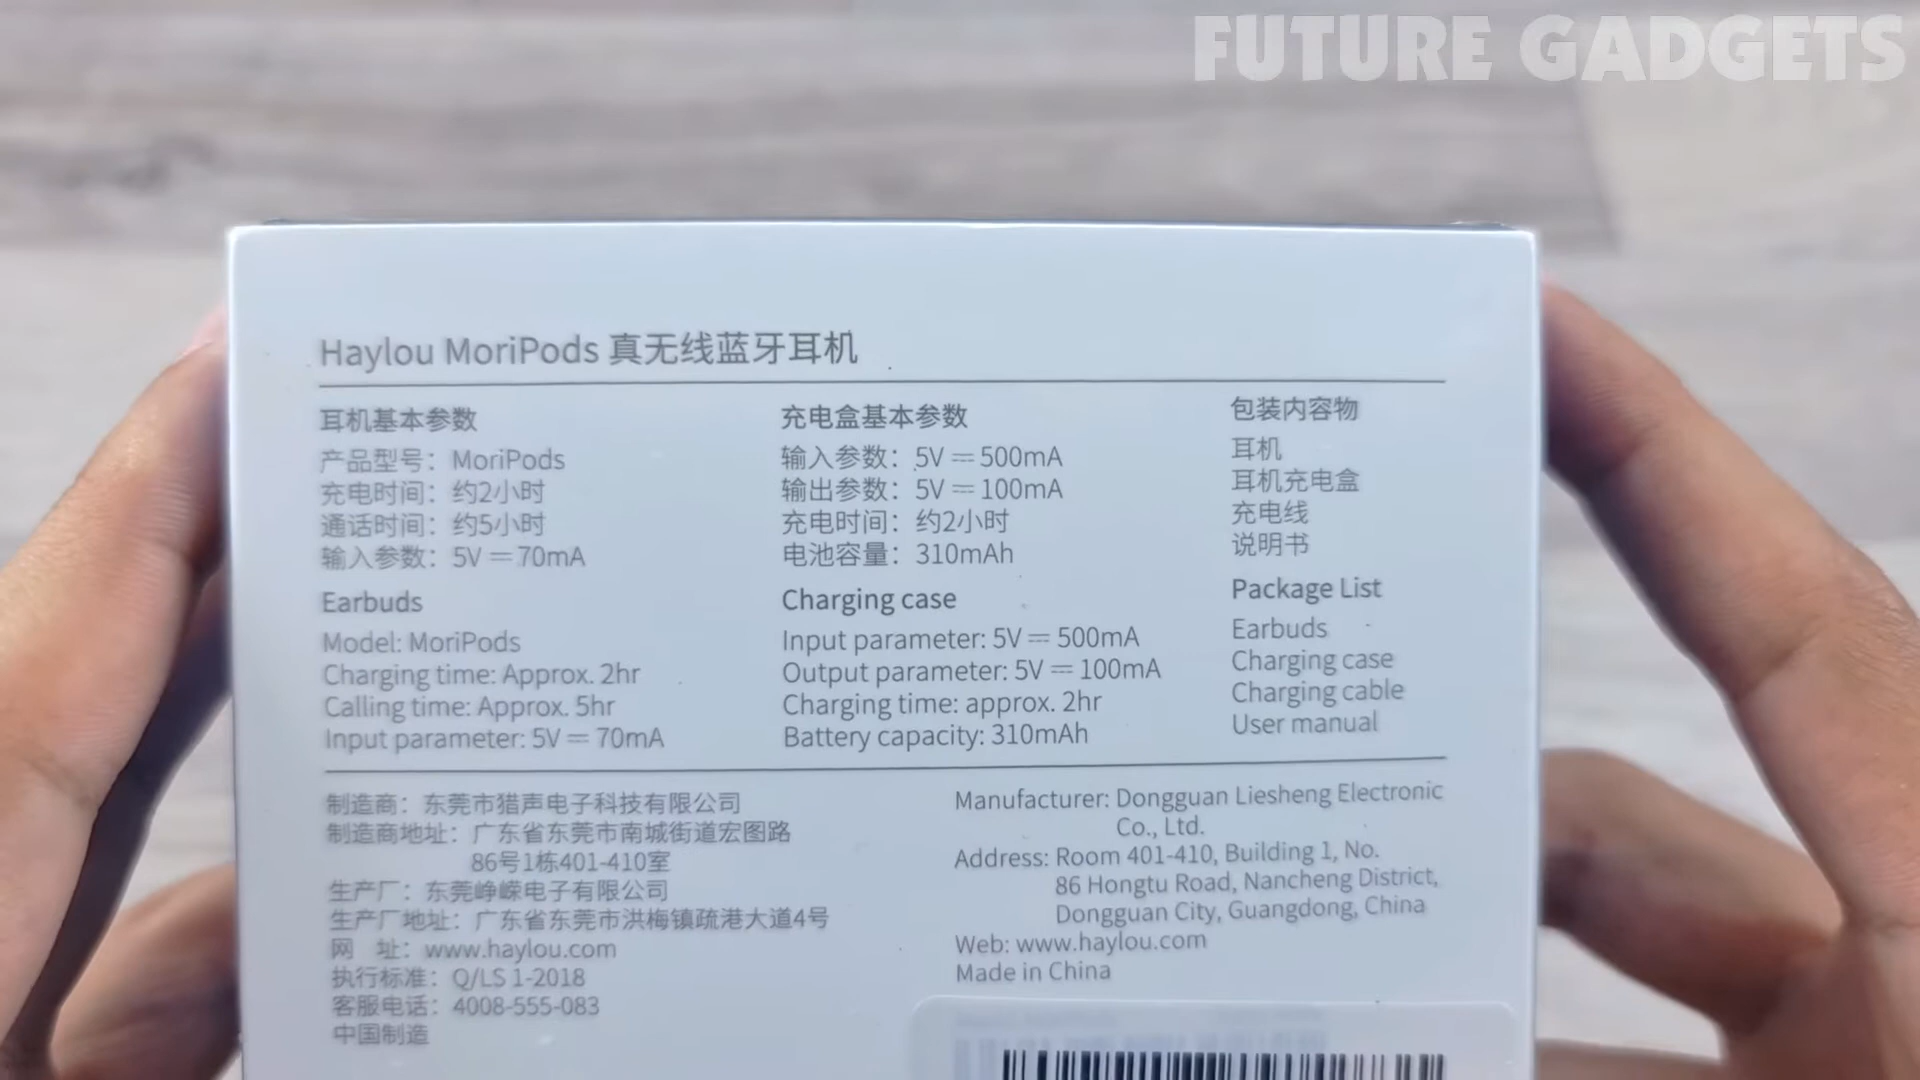 FUTURE GADGETS
Haylou MoriPods 真无线蓝牙耳机
耳机基本参数
产品型号：MoriPods
充电时间：约2小时
通话时间：约5小时
输入参数：5V ⎓ 70mA
Earbuds
Model: MoriPods
Charging time: Approx. 2hr
Calling time: Approx. 5hr
Input parameter: 5V ⎓ 70mA
充电盒基本参数
输入参数：5V ⎓ 500mA
输出参数：5V ⎓ 100mA
充电时间：约2小时
电池容量：310mAh
Charging case
Input parameter: 5V ⎓ 500mA
Output parameter: 5V ⎓ 100mA
Charging time: approx. 2hr
Battery capacity: 310mAh
包装内容物
耳机
耳机充电盒
充电线
说明书
Package List
Earbuds
Charging case
Charging cable
User manual
制造商：东莞市猎声电子科技有限公司
制造商地址：广东省东莞市南城街道宏图路
86号1栋401-410室
生产厂：东莞峥嵘电子有限公司
生产厂地址：广东省东莞市洪梅镇疏港大道4号
网 址：www.haylou.com
执行标准：Q/LS 1-2018
客服电话：4008-555-083
中国制造
Manufacturer: Dongguan Liesheng Electronic
Co., Ltd.
Address: Room 401-410, Building 1, No.
86 Hongtu Road, Nancheng District,
Dongguan City, Guangdong, China
Web: www.haylou.com
Made in China